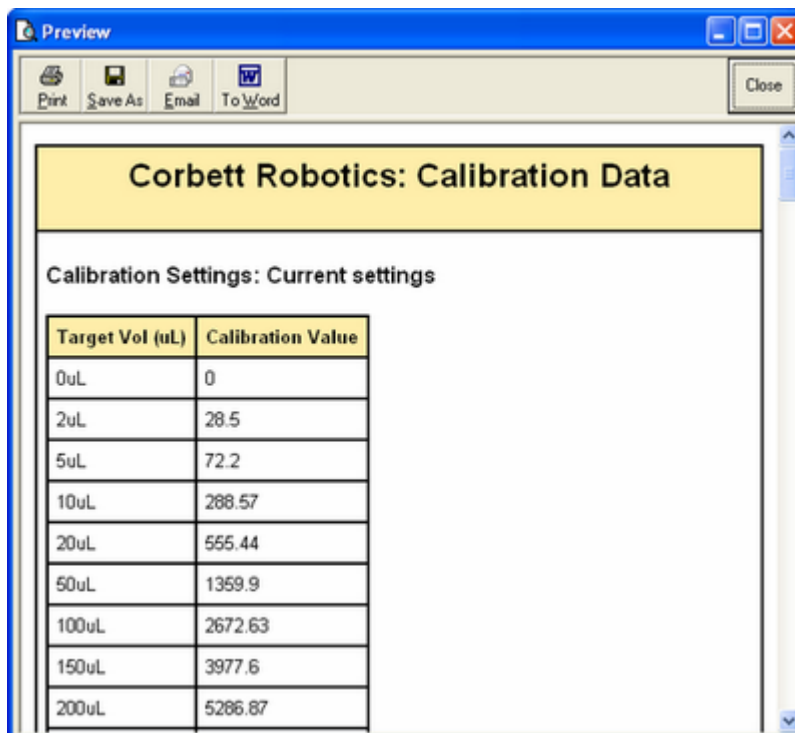 Preview
Print Save As Email To Word Close
Corbett Robotics: Calibration Data
Calibration Settings: Current settings
Target Vol (uL) Calibration Value
0uL 0
2uL 28.5
5uL 72.2
10uL 288.57
20uL 555.44
50uL 1359.9
100uL 2672.63
150uL 3977.6
200uL 5286.87